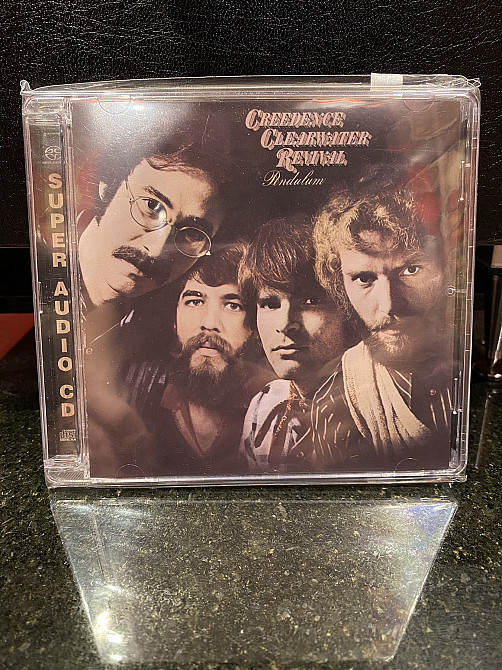 CREEDENCE
CLEARWATER
REVIVAL
Pendulum
SUPER AUDIO CD